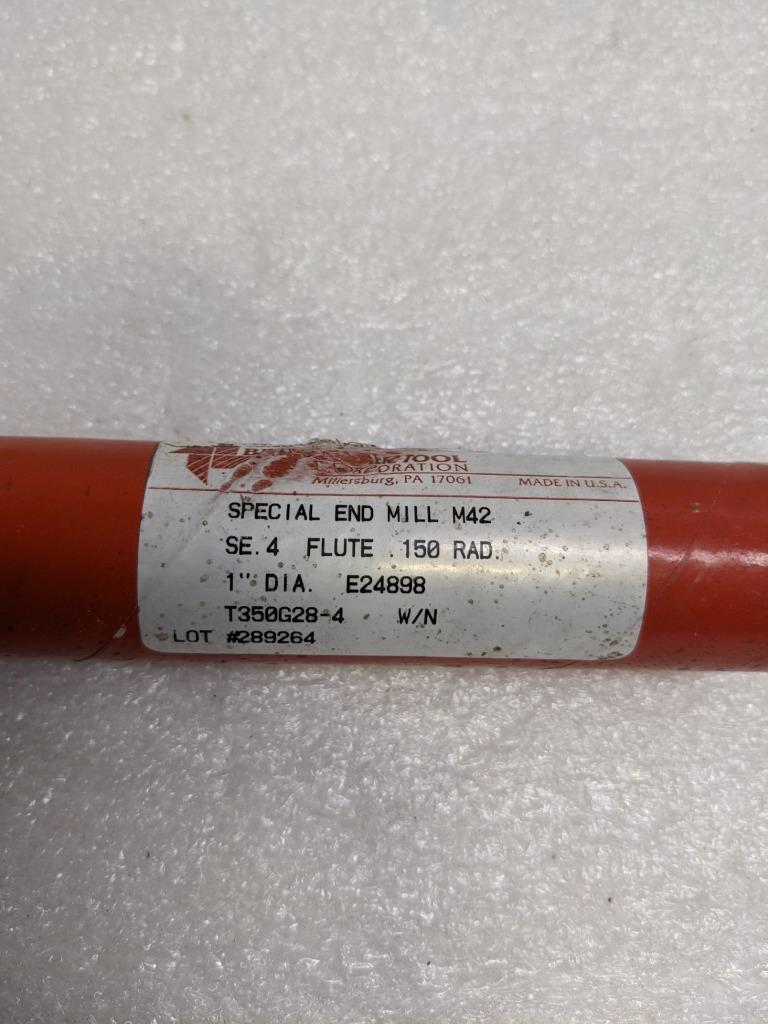 TOOL
CORPORATION
Millersburg, PA 17061 MADE IN U.S.A.
SPECIAL END MILL M42
SE. 4 FLUTE .150 RAD.
1" DIA. E24898
T350G28-4 W/N
LOT #289264